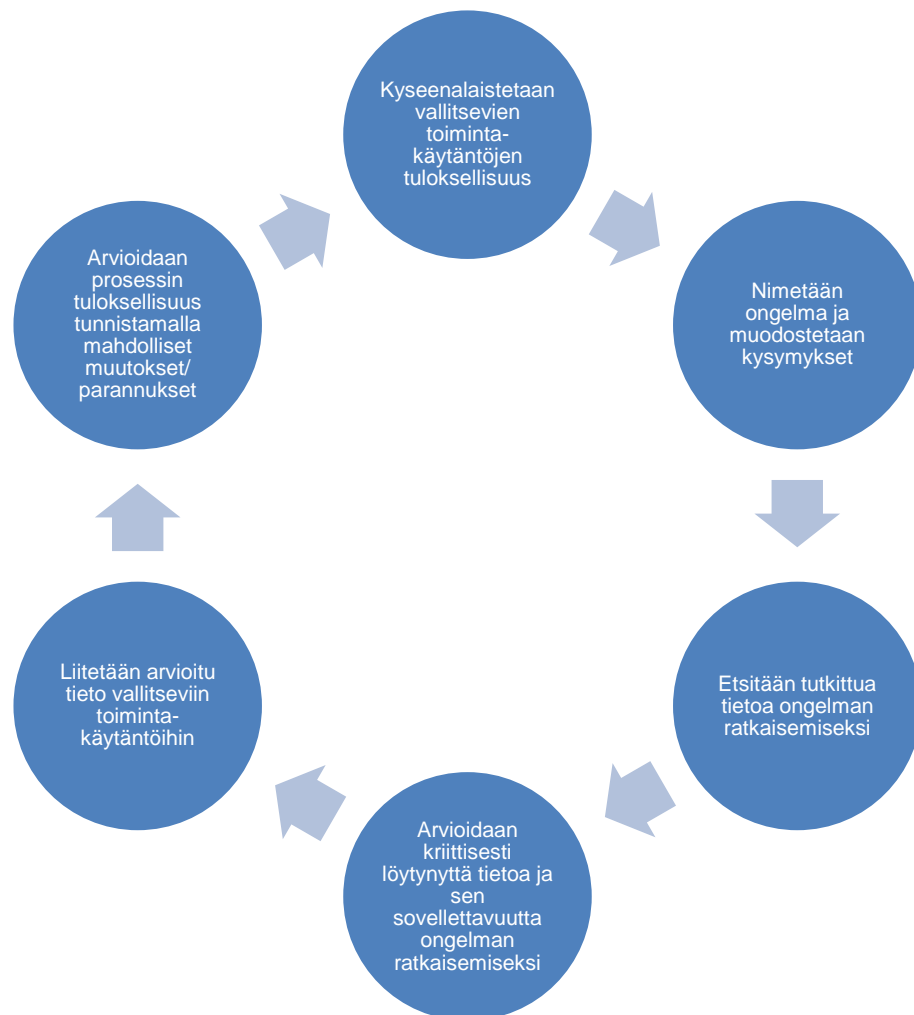 Kyseenalaistetaan
vallitsevien
toiminta-
käytäntöjen
tuloksellisuus
Nimetään
ongelma ja
muodostetaan
kysymykset
Etsitään tutkittua
tietoa ongelman
ratkaisemiseksi
Arvioidaan
kriittisesti
löytynyttä tietoa ja
sen
sovellettavuutta
ongelman
ratkaisemiseksi
Liitetään arvioitu
tieto vallitseviin
toiminta-
käytäntöihin
Arvioidaan
prosessin
tuloksellisuus
tunnistamalla
mahdolliset
muutokset/
parannukset